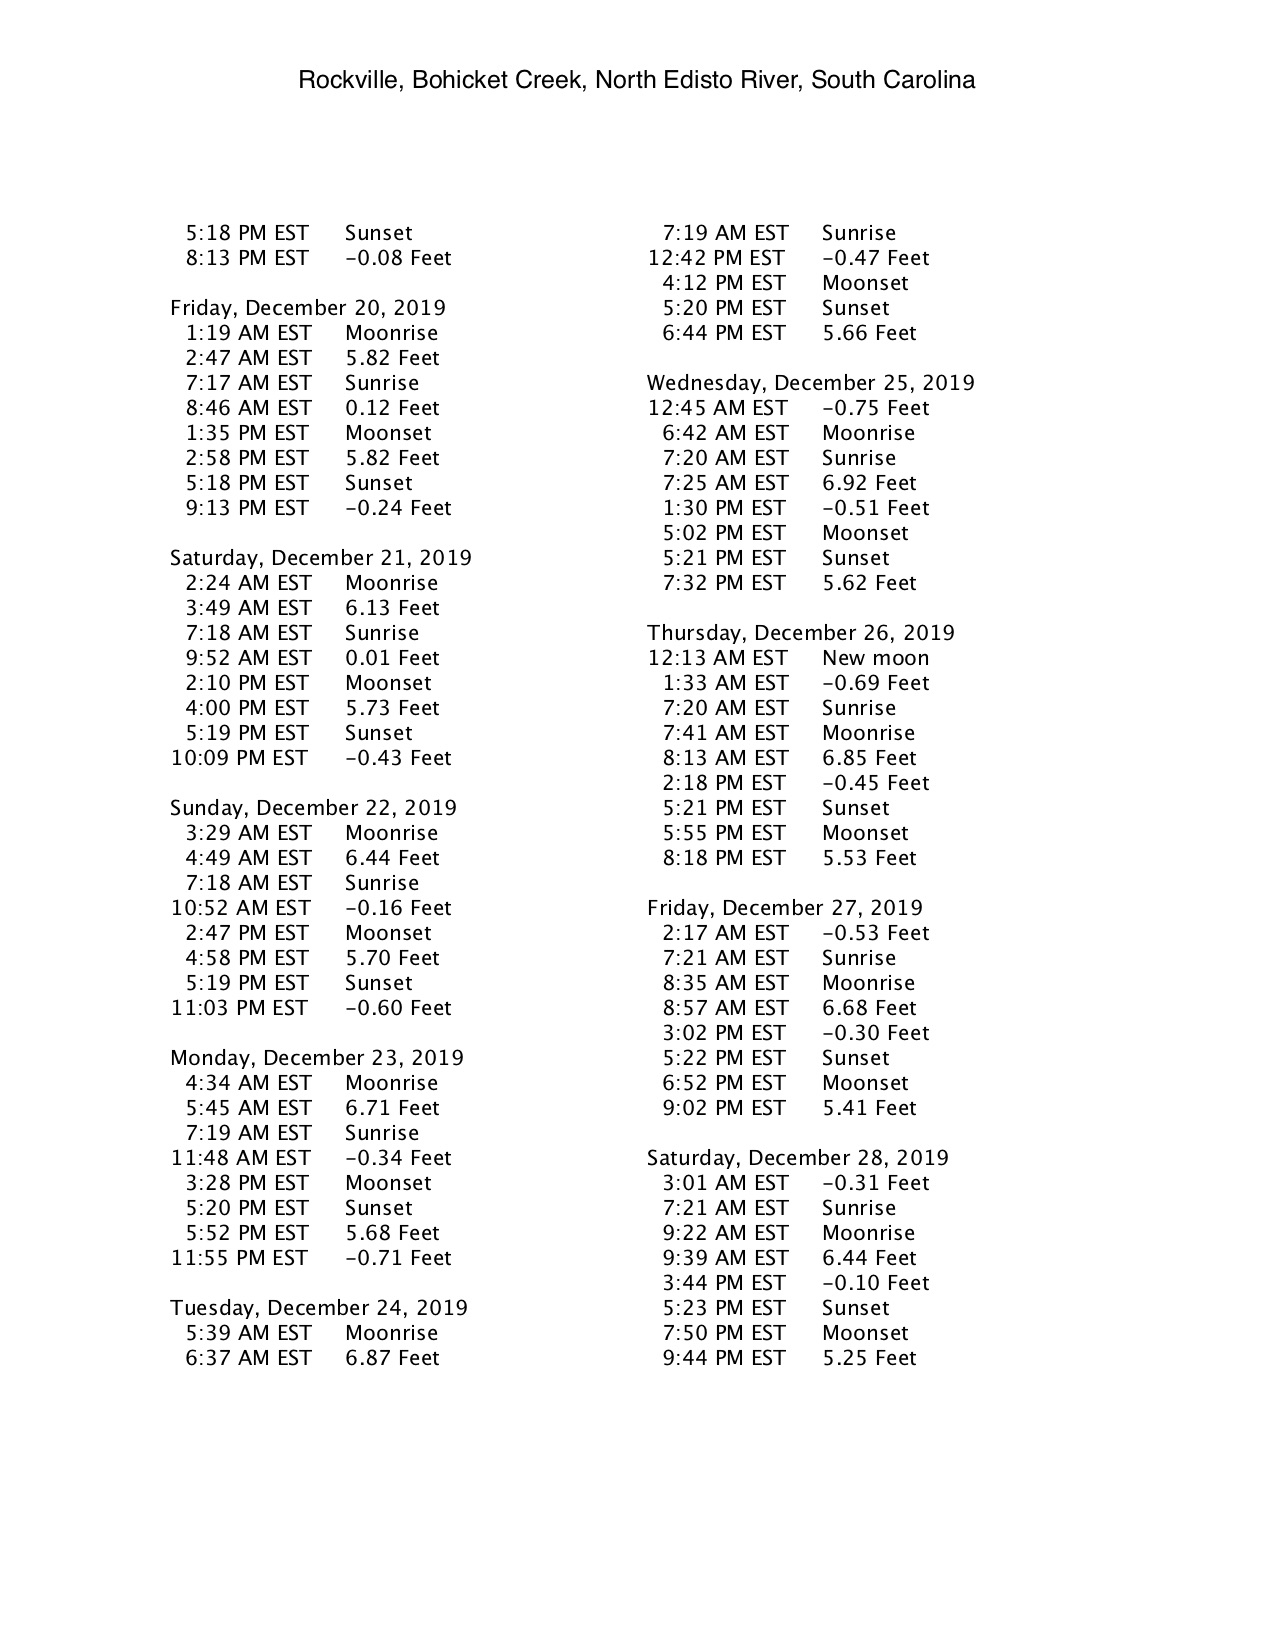 Rockville, Bohicket Creek, North Edisto River, South Carolina
5:18 PM EST Sunset
8:13 PM EST -0.08 Feet
Friday, December 20, 2019
1:19 AM EST Moonrise
2:47 AM EST 5.82 Feet
7:17 AM EST Sunrise
8:46 AM EST 0.12 Feet
1:35 PM EST Moonset
2:58 PM EST 5.82 Feet
5:18 PM EST Sunset
9:13 PM EST -0.24 Feet
Saturday, December 21, 2019
2:24 AM EST Moonrise
3:49 AM EST 6.13 Feet
7:18 AM EST Sunrise
9:52 AM EST 0.01 Feet
2:10 PM EST Moonset
4:00 PM EST 5.73 Feet
5:19 PM EST Sunset
10:09 PM EST -0.43 Feet
Sunday, December 22, 2019
3:29 AM EST Moonrise
4:49 AM EST 6.44 Feet
7:18 AM EST Sunrise
10:52 AM EST -0.16 Feet
2:47 PM EST Moonset
4:58 PM EST 5.70 Feet
5:19 PM EST Sunset
11:03 PM EST -0.60 Feet
Monday, December 23, 2019
4:34 AM EST Moonrise
5:45 AM EST 6.71 Feet
7:19 AM EST Sunrise
11:48 AM EST -0.34 Feet
3:28 PM EST Moonset
5:20 PM EST Sunset
5:52 PM EST 5.68 Feet
11:55 PM EST -0.71 Feet
Tuesday, December 24, 2019
5:39 AM EST Moonrise
6:37 AM EST 6.87 Feet
7:19 AM EST Sunrise
12:42 PM EST -0.47 Feet
4:12 PM EST Moonset
5:20 PM EST Sunset
6:44 PM EST 5.66 Feet
Wednesday, December 25, 2019
12:45 AM EST -0.75 Feet
6:42 AM EST Moonrise
7:20 AM EST Sunrise
7:25 AM EST 6.92 Feet
1:30 PM EST -0.51 Feet
5:02 PM EST Moonset
5:21 PM EST Sunset
7:32 PM EST 5.62 Feet
Thursday, December 26, 2019
12:13 AM EST New moon
1:33 AM EST -0.69 Feet
7:20 AM EST Sunrise
7:41 AM EST Moonrise
8:13 AM EST 6.85 Feet
2:18 PM EST -0.45 Feet
5:21 PM EST Sunset
5:55 PM EST Moonset
8:18 PM EST 5.53 Feet
Friday, December 27, 2019
2:17 AM EST -0.53 Feet
7:21 AM EST Sunrise
8:35 AM EST Moonrise
8:57 AM EST 6.68 Feet
3:02 PM EST -0.30 Feet
5:22 PM EST Sunset
6:52 PM EST Moonset
9:02 PM EST 5.41 Feet
Saturday, December 28, 2019
3:01 AM EST -0.31 Feet
7:21 AM EST Sunrise
9:22 AM EST Moonrise
9:39 AM EST 6.44 Feet
3:44 PM EST -0.10 Feet
5:23 PM EST Sunset
7:50 PM EST Moonset
9:44 PM EST 5.25 Feet